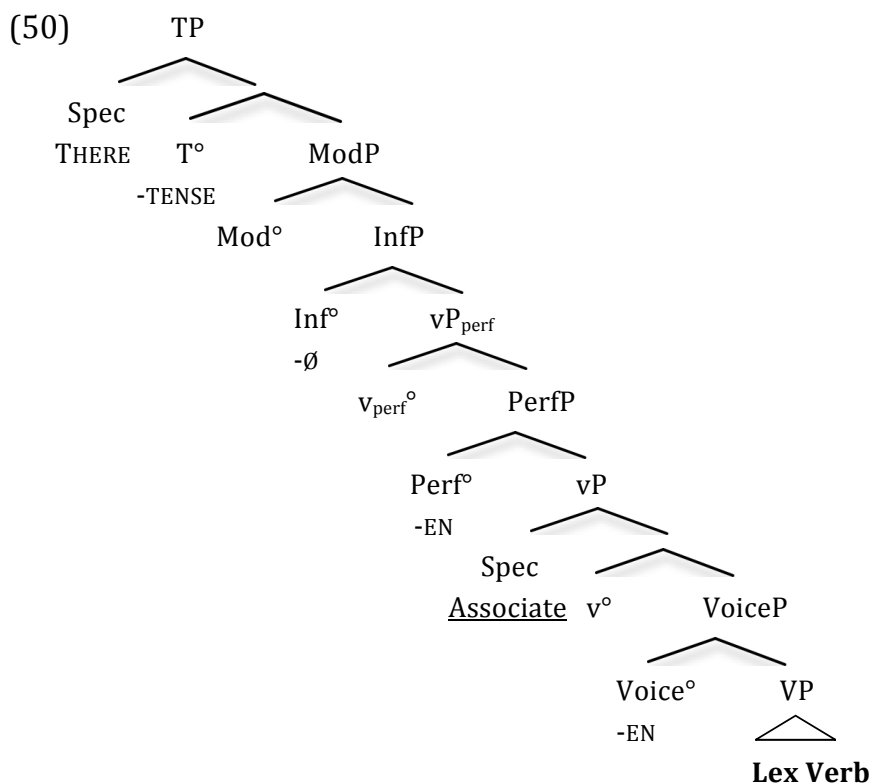 (50) TP
Spec
THERE T° ModP
-TENSE
Mod° InfP
Inf° vPperf
-Ø
vperf° PerfP
Perf° vP
-EN
Spec
Associate v° VoiceP
Voice° VP
-EN
Lex Verb